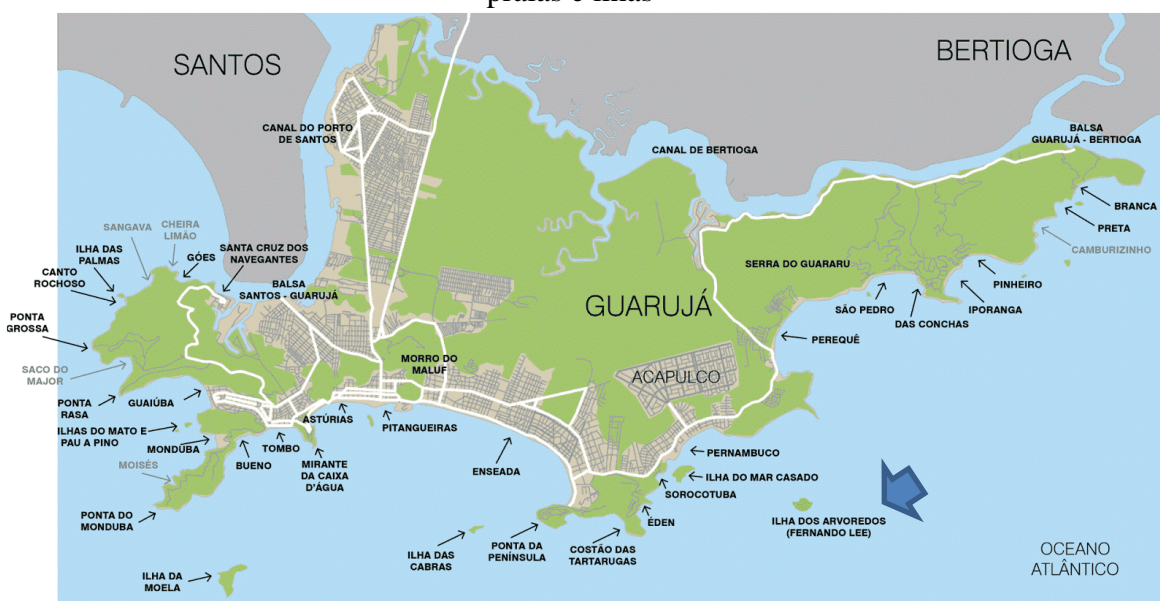 praias e ilhas
SANTOS
BERTIOGA
CANAL DO PORTO
DE SANTOS
BALSA
GUARUJÁ - BERTIOGA
CANAL DE BERTIOGA
BRANCA
PRETA
CAMBURIZINHO
SANGAVA
CHEIRA
LIMÃO
ILHA DAS
PALMAS
GÓES
SANTA CRUZ DOS
NAVEGANTES
CANTO
ROCHOSO
BALSA
SANTOS - GUARUJÁ
SERRA DO GUARARU
PINHEIRO
IPORANGA
SÃO PEDRO
DAS CONCHAS
GUARUJÁ
PONTA
GROSSA
PEREQUÊ
MORRO DO
MALUF
ACAPULCO
SACO DO
MAJOR
PONTA
RASA
GUAIÚBA
ASTÚRIAS
PITANGUEIRAS
ILHAS DO MATO E
PAU A PINO
MONDUBA
TOMBO
BUENO
MOISÉS
MIRANTE
DA CAIXA
D'ÁGUA
ENSEADA
PERNAMBUCO
ILHA DO MAR CASADO
SOROCOTUBA
ÉDEN
PONTA DO
MONDUBA
ILHA DOS ARVOREDOS
(FERNANDO LEE)
ILHA DAS
CABRAS
PONTA DA
PENÍNSULA
COSTÃO DAS
TARTARUGAS
ILHA DA
MOELA
OCEANO
ATLÂNTICO